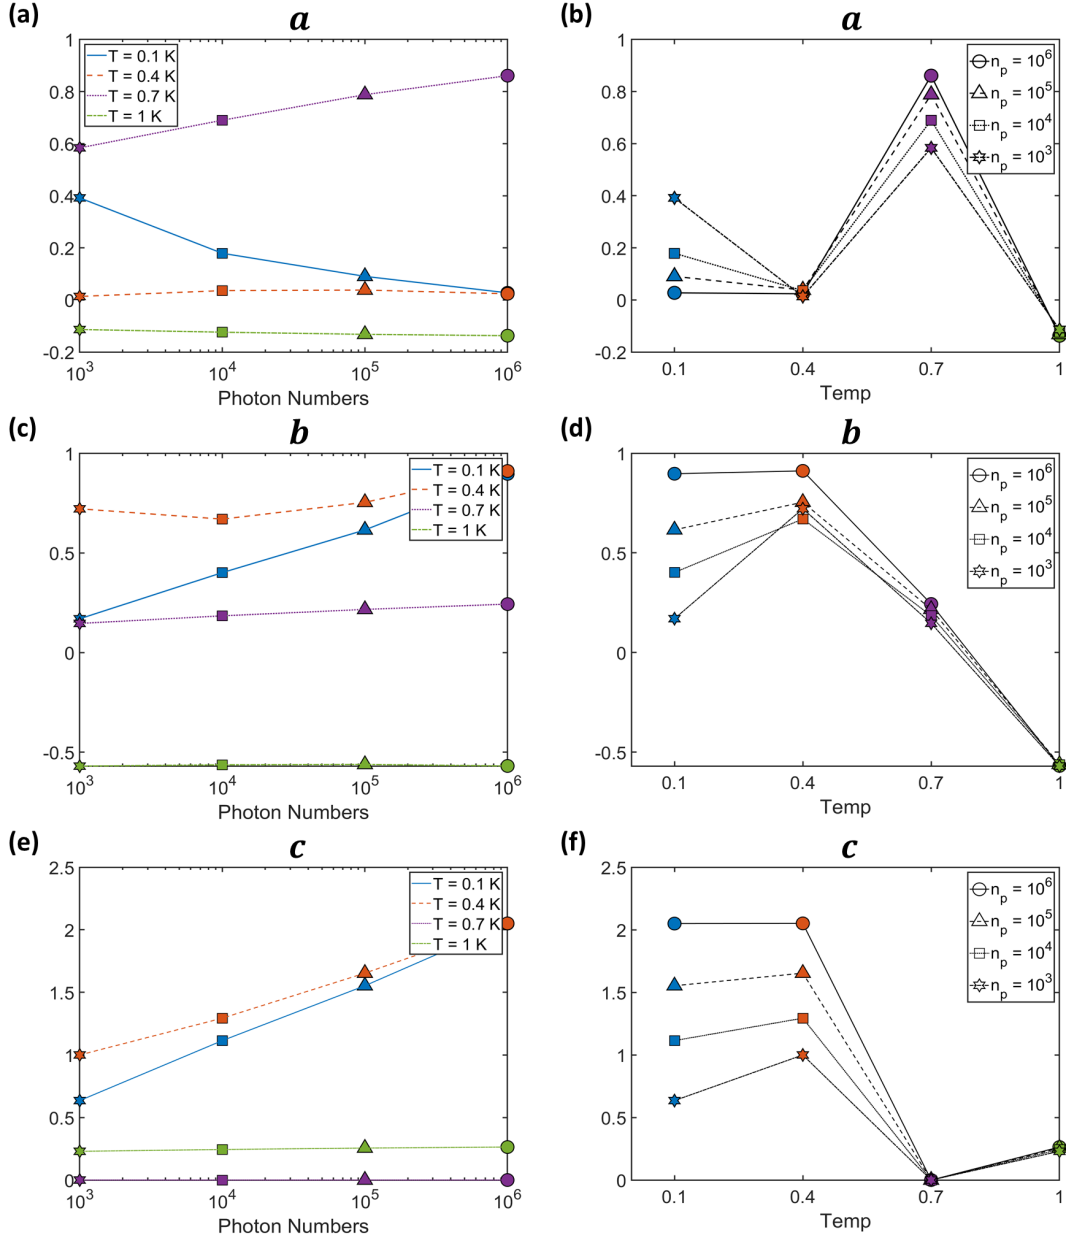 (a)
a
1
0.8
0.6
0.4
0.2
0
-0.2
T = 0.1 K
T = 0.4 K
T = 0.7 K
T = 1 K
10^3
10^4
10^5
10^6
Photon Numbers
(b)
a
1
0.8
0.6
0.4
0.2
0
-0.2
n_p = 10^6
n_p = 10^5
n_p = 10^4
n_p = 10^3
0.1
0.4
0.7
1
Temp
(c)
b
1
0.5
0
-0.5
T = 0.1 K
T = 0.4 K
T = 0.7 K
T = 1 K
10^3
10^4
10^5
10^6
Photon Numbers
(d)
b
1
0.5
0
-0.5
n_p = 10^6
n_p = 10^5
n_p = 10^4
n_p = 10^3
0.1
0.4
0.7
1
Temp
(e)
c
2.5
2
1.5
1
0.5
0
T = 0.1 K
T = 0.4 K
T = 0.7 K
T = 1 K
10^3
10^4
10^5
10^6
Photon Numbers
(f)
c
2.5
2
1.5
1
0.5
0
n_p = 10^6
n_p = 10^5
n_p = 10^4
n_p = 10^3
0.1
0.4
0.7
1
Temp